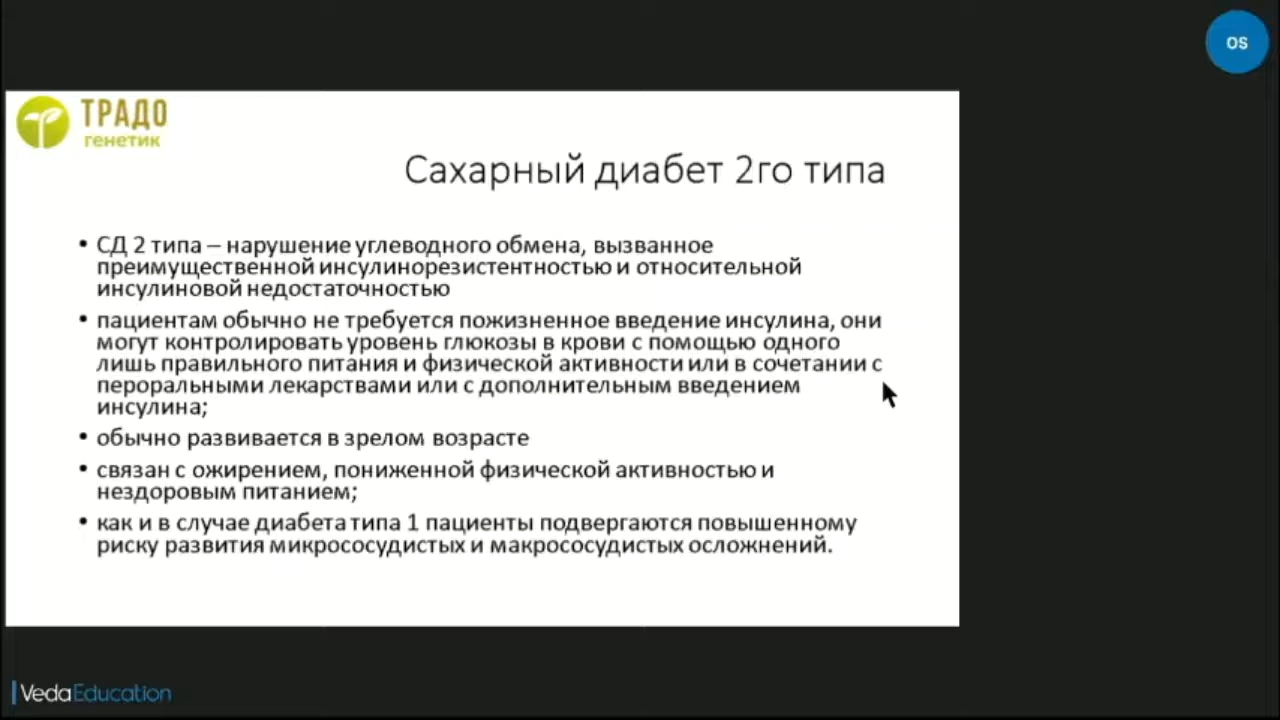 OS
ТРАДО
генетик
Сахарный диабет 2го типа
• СД 2 типа – нарушение углеводного обмена, вызванное
преимущественной инсулинорезистентностью и относительной
инсулиновой недостаточностью
• пациентам обычно не требуется пожизненное введение инсулина, они
могут контролировать уровень глюкозы в крови с помощью одного
лишь правильного питания и физической активности или в сочетании с
пероральными лекарствами или с дополнительным введением
инсулина;
• обычно развивается в зрелом возрасте
• связан с ожирением, пониженной физической активностью и
нездоровым питанием;
• как и в случае диабета типа 1 пациенты подвергаются повышенному
риску развития микрососудистых и макрососудистых осложнений.
VedaEducation